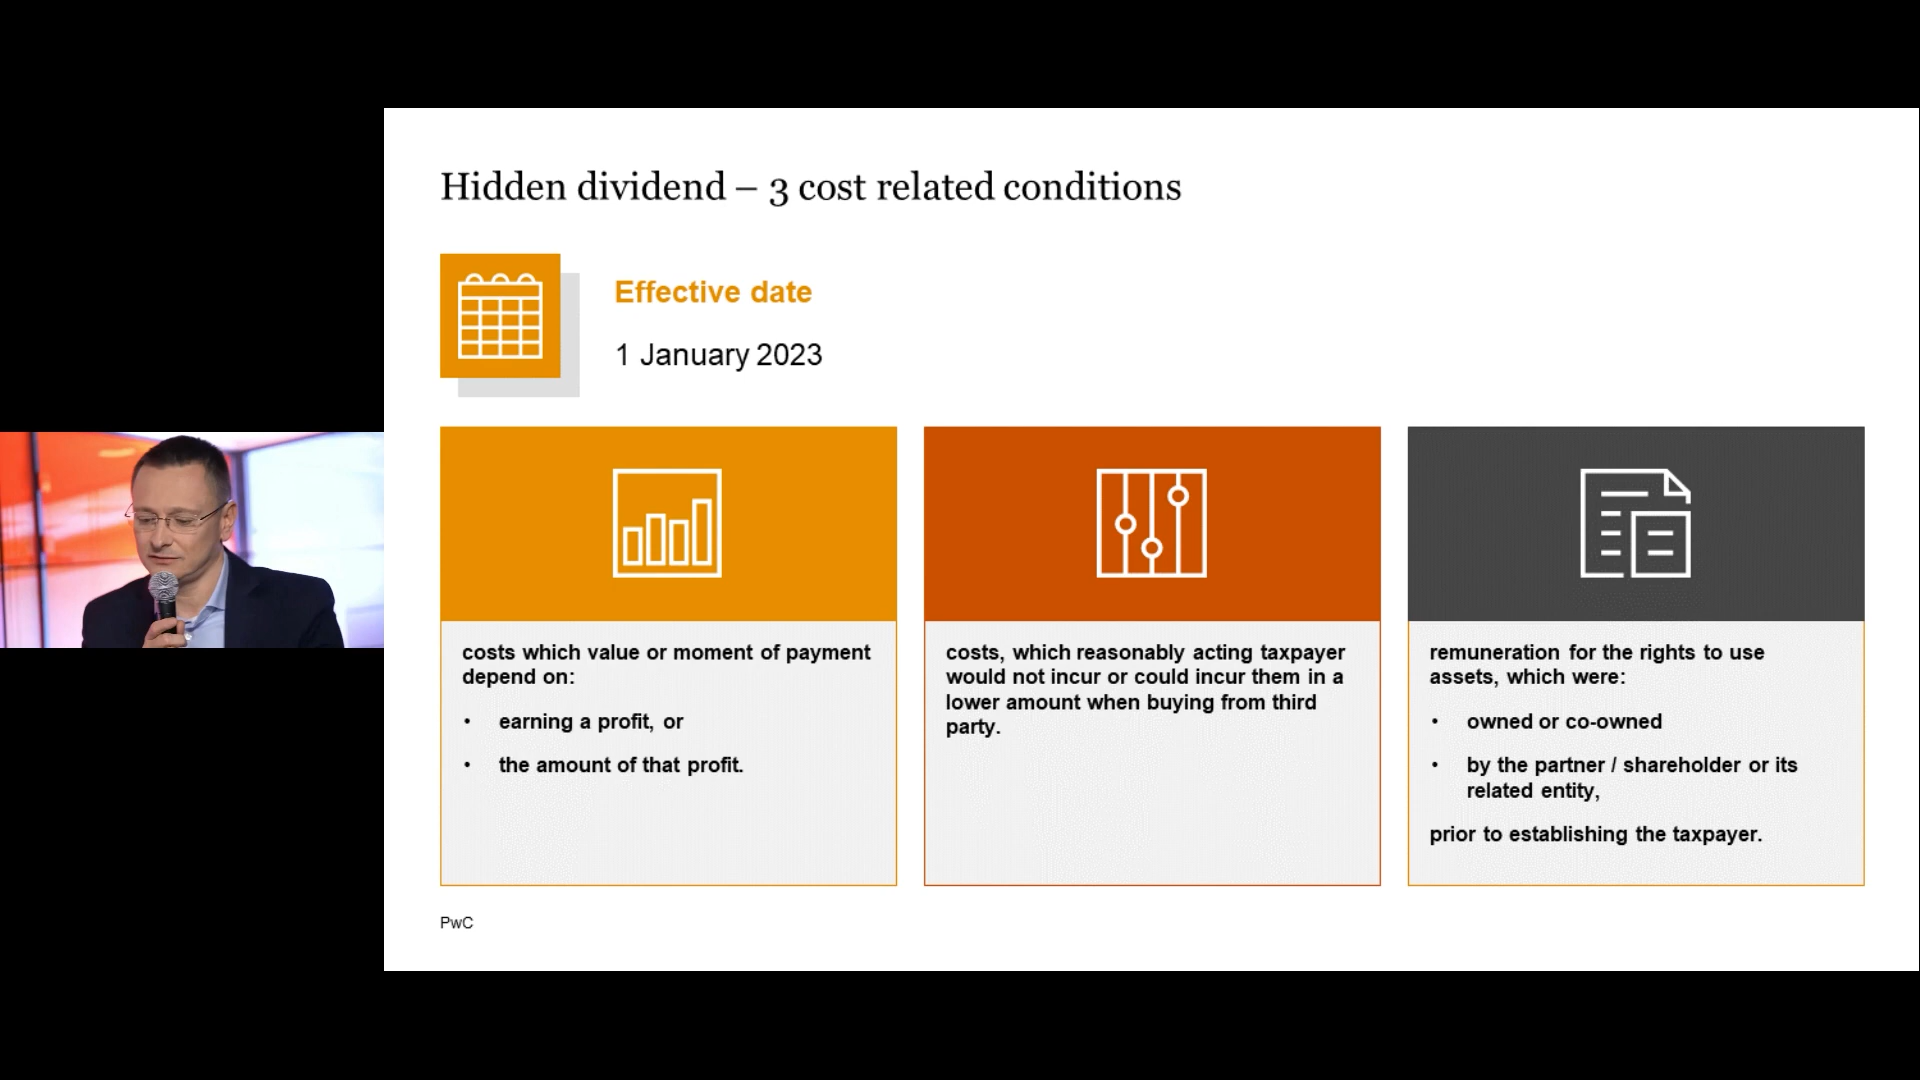 Hidden dividend – 3 cost related conditions
Effective date
1 January 2023
costs which value or moment of payment
depend on:
• earning a profit, or
• the amount of that profit.
costs, which reasonably acting taxpayer
would not incur or could incur them in a
lower amount when buying from third
party.
remuneration for the rights to use
assets, which were:
• owned or co-owned
• by the partner / shareholder or its
related entity,
prior to establishing the taxpayer.
PwC